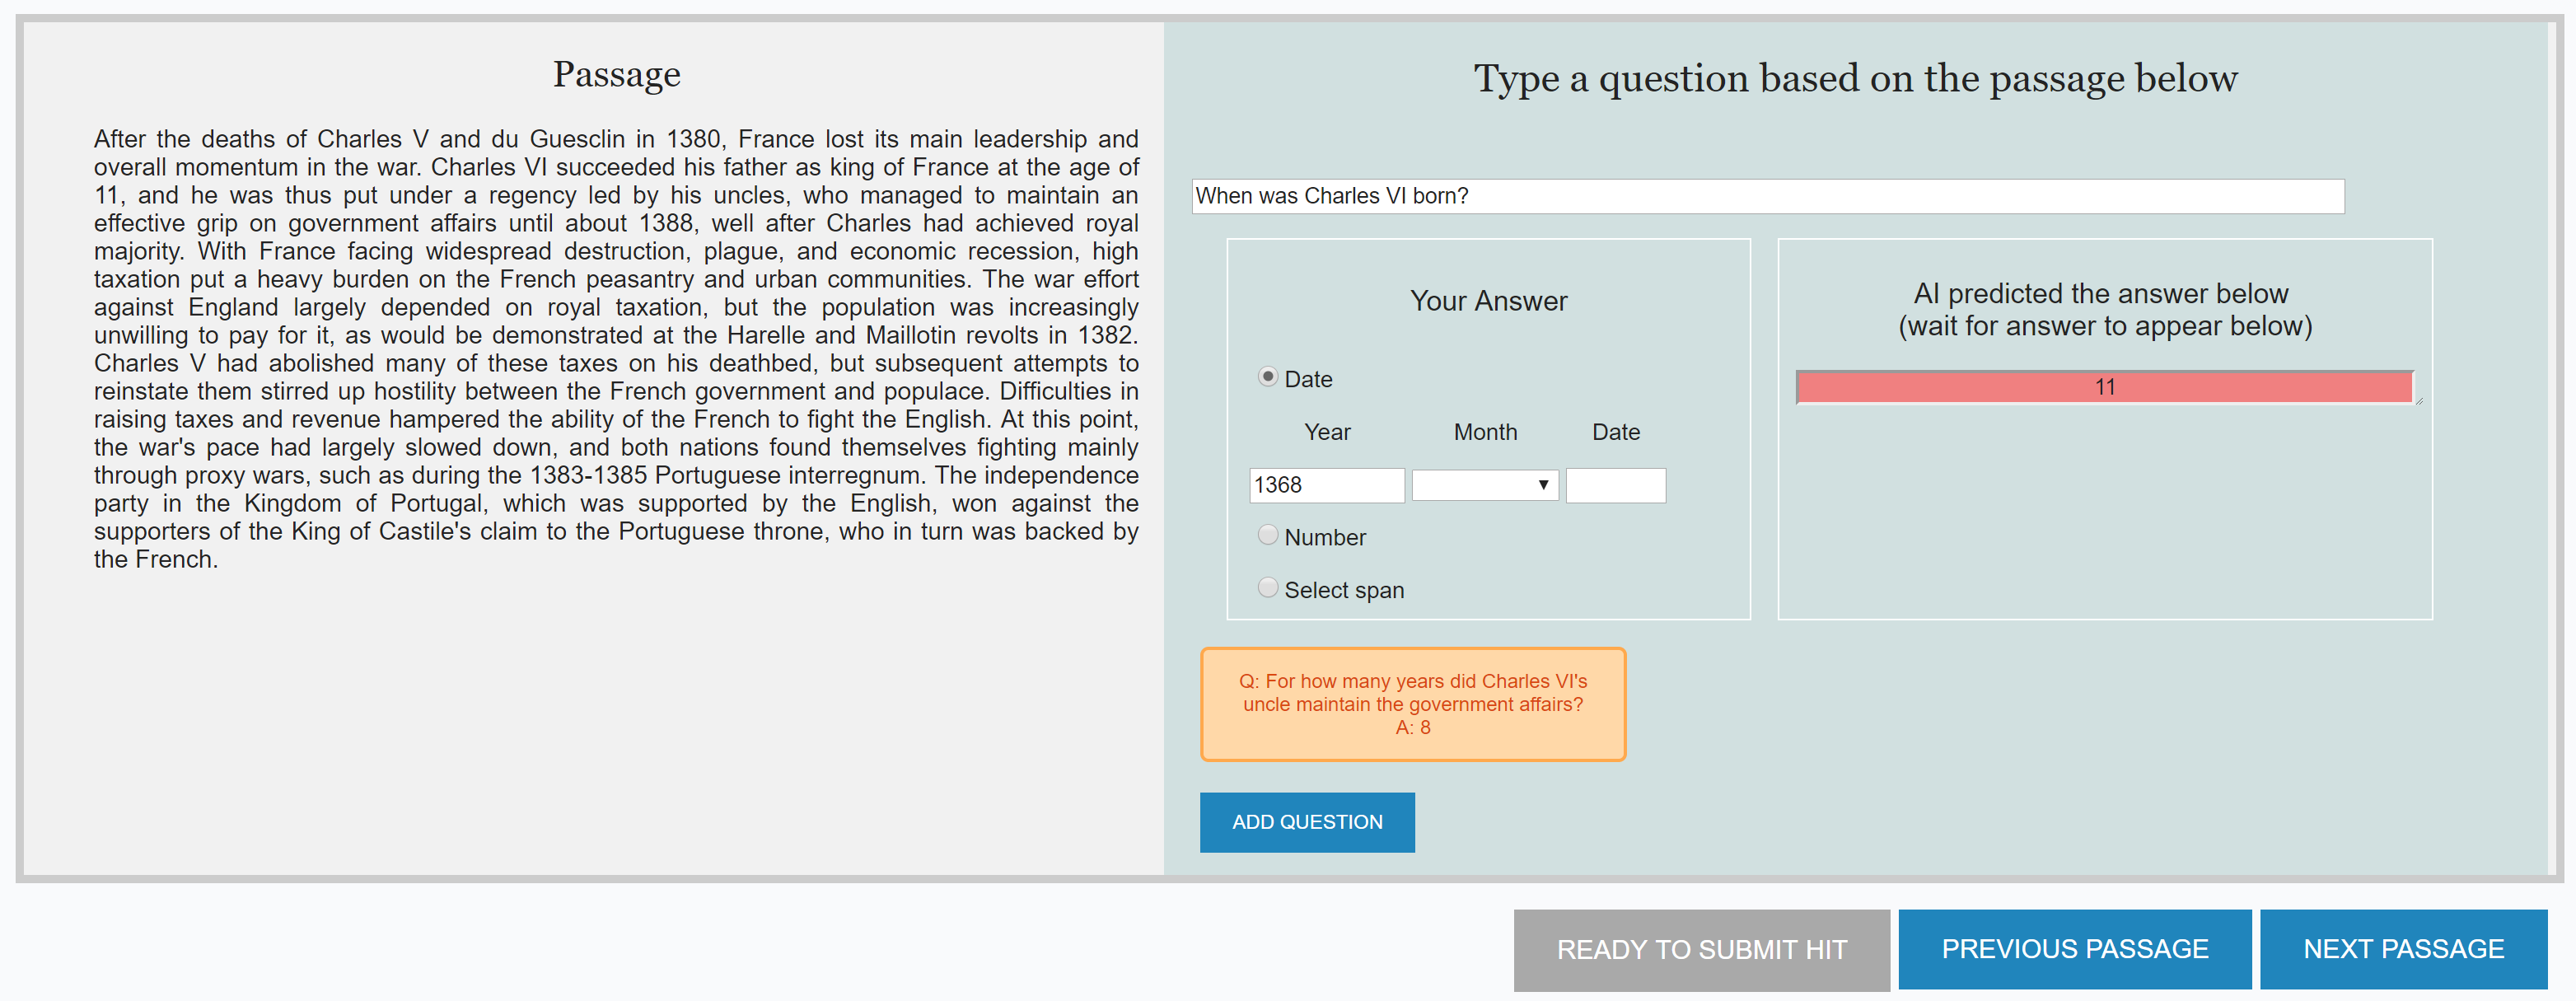 Passage
After the deaths of Charles V and du Guesclin in 1380, France lost its main leadership and
overall momentum in the war. Charles VI succeeded his father as king of France at the age of
11, and he was thus put under a regency led by his uncles, who managed to maintain an
effective grip on government affairs until about 1388, well after Charles had achieved royal
majority. With France facing widespread destruction, plague, and economic recession, high
taxation put a heavy burden on the French peasantry and urban communities. The war effort
against England largely depended on royal taxation, but the population was increasingly
unwilling to pay for it, as would be demonstrated at the Harelle and Maillotin revolts in 1382.
Charles V had abolished many of these taxes on his deathbed, but subsequent attempts to
reinstate them stirred up hostility between the French government and populace. Difficulties in
raising taxes and revenue hampered the ability of the French to fight the English. At this point,
the war's pace had largely slowed down, and both nations found themselves fighting mainly
through proxy wars, such as during the 1383-1385 Portuguese interregnum. The independence
party in the Kingdom of Portugal, which was supported by the English, won against the
supporters of the King of Castile's claim to the Portuguese throne, who in turn was backed by
the French.
Type a question based on the passage below
When was Charles VI born?
Your Answer
Date
Year Month Date
1368
Number
Select span
AI predicted the answer below
(wait for answer to appear below)
11
Q: For how many years did Charles VI's
uncle maintain the government affairs?
A: 8
ADD QUESTION
READY TO SUBMIT HIT
PREVIOUS PASSAGE
NEXT PASSAGE